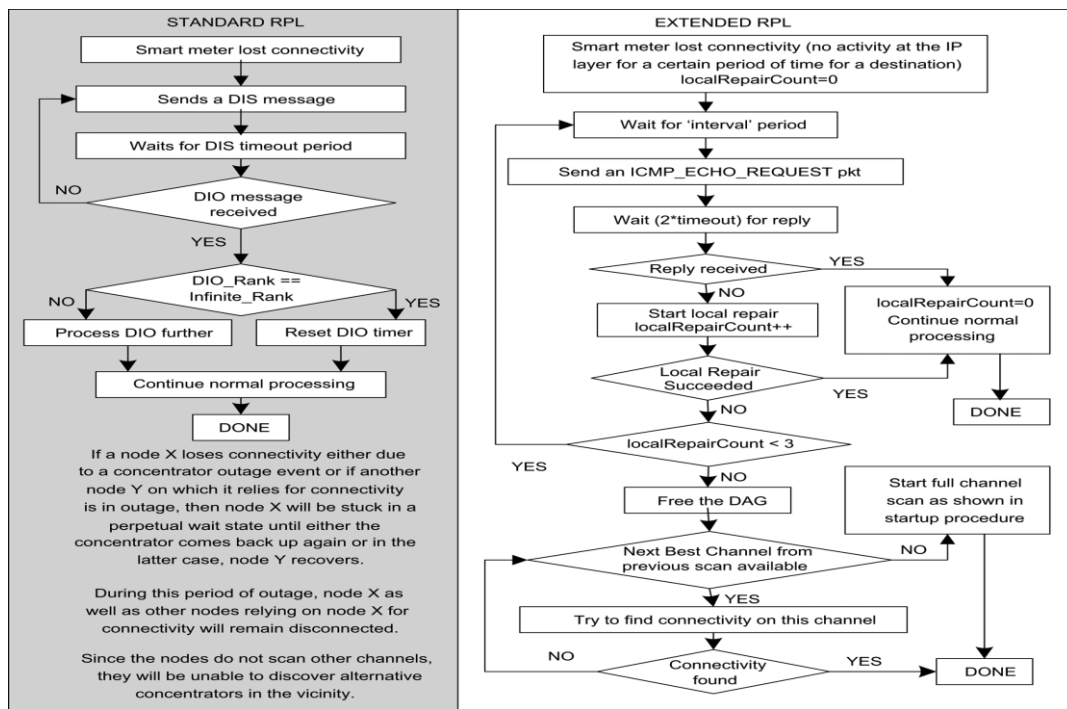 STANDARD RPL
Smart meter lost connectivity
Sends a DIS message
Waits for DIS timeout period
NO
DIO message
received
YES
DIO_Rank ==
Infinite_Rank
NO
YES
Process DIO further
Reset DIO timer
Continue normal processing
DONE
If a node X loses connectivity either due
to a concentrator outage event or if another
node Y on which it relies for connectivity
is in outage, then node X will be stuck in a
perpetual wait state until either the
concentrator comes back up again or in the
latter case, node Y recovers.
During this period of outage, node X as
well as other nodes relying on node X for
connectivity will remain disconnected.
Since the nodes do not scan other channels,
they will be unable to discover alternative
concentrators in the vicinity.
EXTENDED RPL
Smart meter lost connectivity (no activity at the IP
layer for a certain period of time for a destination)
localRepairCount=0
Wait for ‘interval’ period
Send an ICMP_ECHO_REQUEST pkt
Wait (2*timeout) for reply
Reply received
YES
NO
Start local repair
localRepairCount++
localRepairCount=0
Continue normal
processing
Local Repair
Succeeded
YES
DONE
NO
localRepairCount < 3
YES
NO
Free the DAG
Start full channel
scan as shown in
startup procedure
Next Best Channel from
previous scan available
NO
YES
Try to find connectivity on this channel
NO
Connectivity
found
YES
DONE